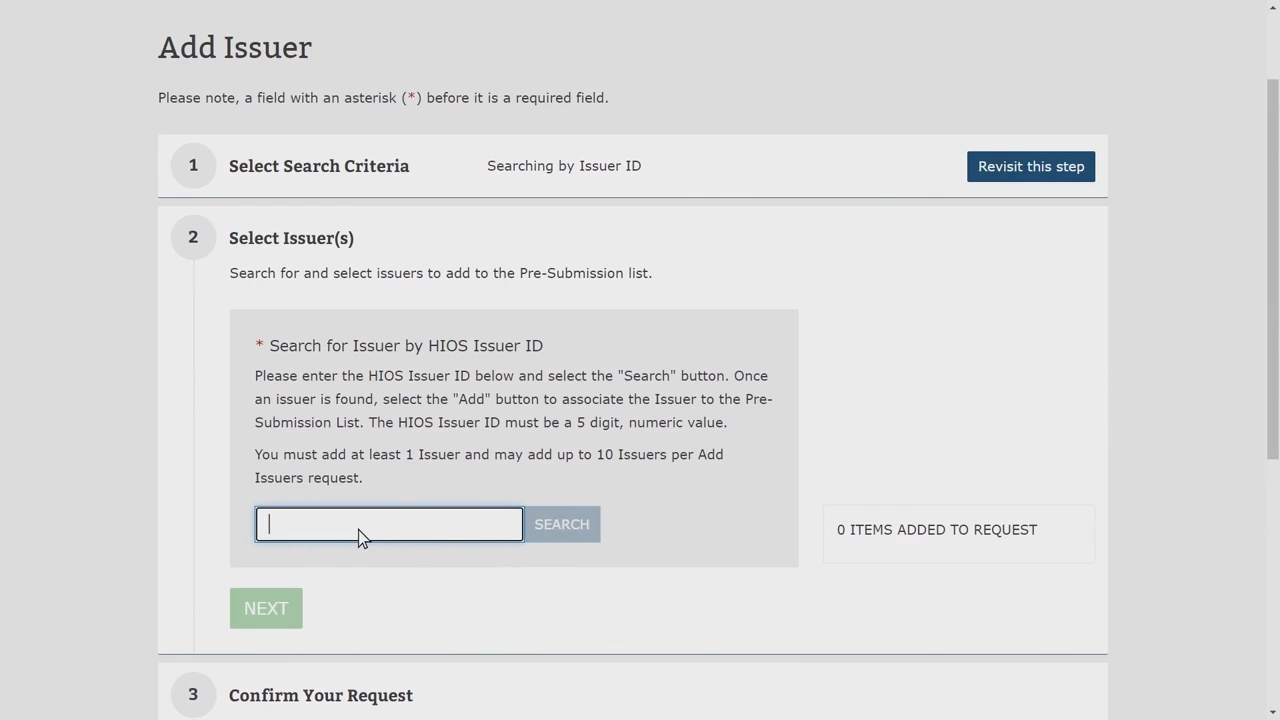 Add Issuer
Please note, a field with an asterisk (*) before it is a required field.
1 Select Search Criteria Searching by Issuer ID Revisit this step
2 Select Issuer(s)
Search for and select issuers to add to the Pre-Submission list.
* Search for Issuer by HIOS Issuer ID
Please enter the HIOS Issuer ID below and select the "Search" button. Once
an issuer is found, select the "Add" button to associate the Issuer to the Pre-
Submission List. The HIOS Issuer ID must be a 5 digit, numeric value.
You must add at least 1 Issuer and may add up to 10 Issuers per Add
Issuers request.
SEARCH
0 ITEMS ADDED TO REQUEST
NEXT
3 Confirm Your Request